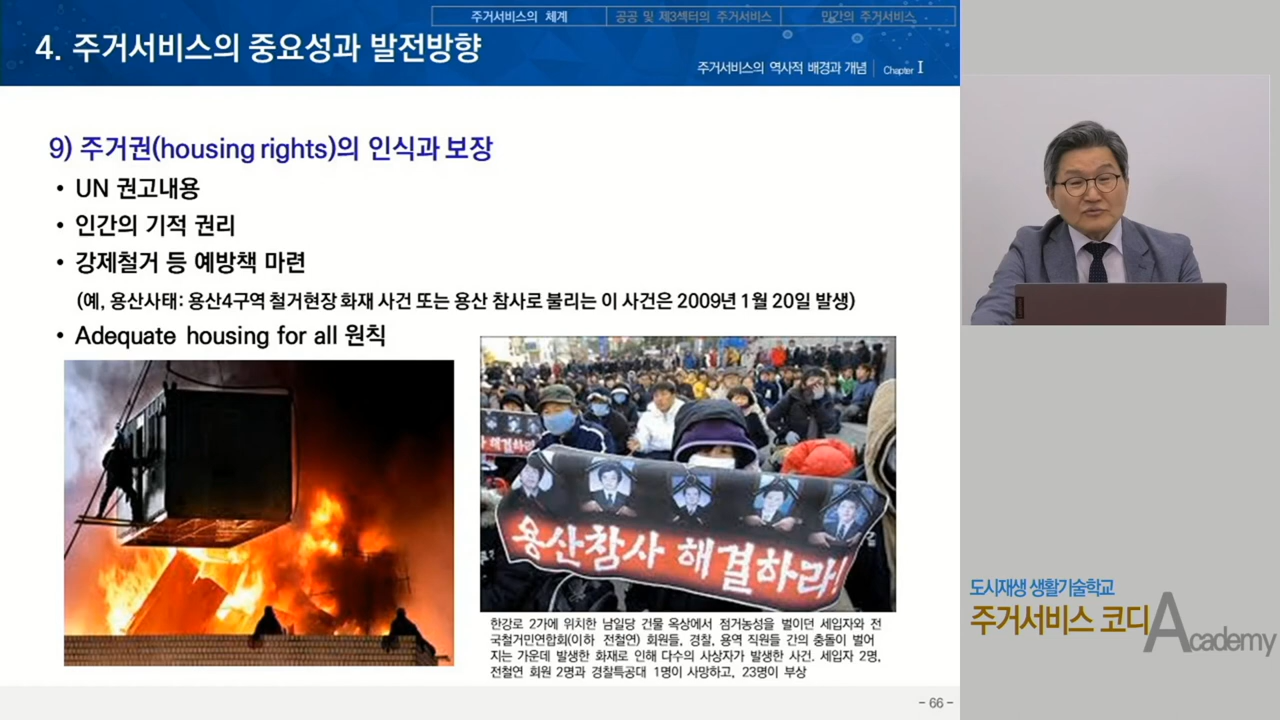 주거서비스의 체계
공공 및 제3섹터의 주거서비스
민간의 주거서비스
4. 주거서비스의 중요성과 발전방향
주거서비스의 역사적 배경과 개념 | Chapter I
9) 주거권(housing rights)의 인식과 보장
• UN 권고내용
• 인간의 기적 권리
• 강제철거 등 예방책 마련
(예, 용산사태: 용산4구역 철거현장 화재 사건 또는 용산 참사로 불리는 이 사건은 2009년 1월 20일 발생)
• Adequate housing for all 원칙
용산참사 해결하라!
한강로 2가에 위치한 남일당 건물 옥상에서 점거농성을 벌이던 세입자와 전
국철거민연합회(이하 전철연) 회원들, 경찰, 용역 직원들 간의 충돌이 벌어
지는 가운데 발생한 화재로 인해 다수의 사상자가 발생한 사건. 세입자 2명,
전철연 회원 2명과 경찰특공대 1명이 사망하고, 23명이 부상
- 66 -
도시재생 생활기술학교
주거서비스 코디 Academy